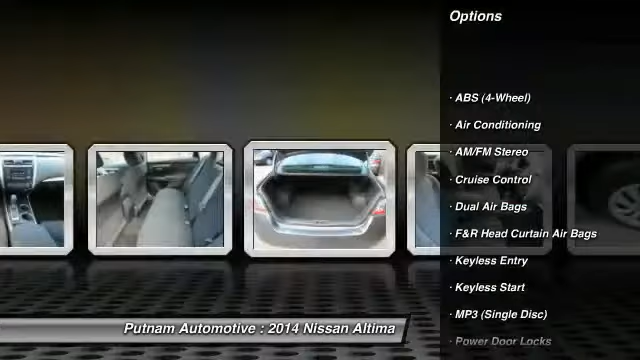 Options
· ABS (4-Wheel)
· Air Conditioning
· AM/FM Stereo
· Cruise Control
· Dual Air Bags
· F&R Head Curtain Air Bags
· Keyless Entry
· Keyless Start
· MP3 (Single Disc)
· Power Door Locks
Putnam Automotive : 2014 Nissan Altima